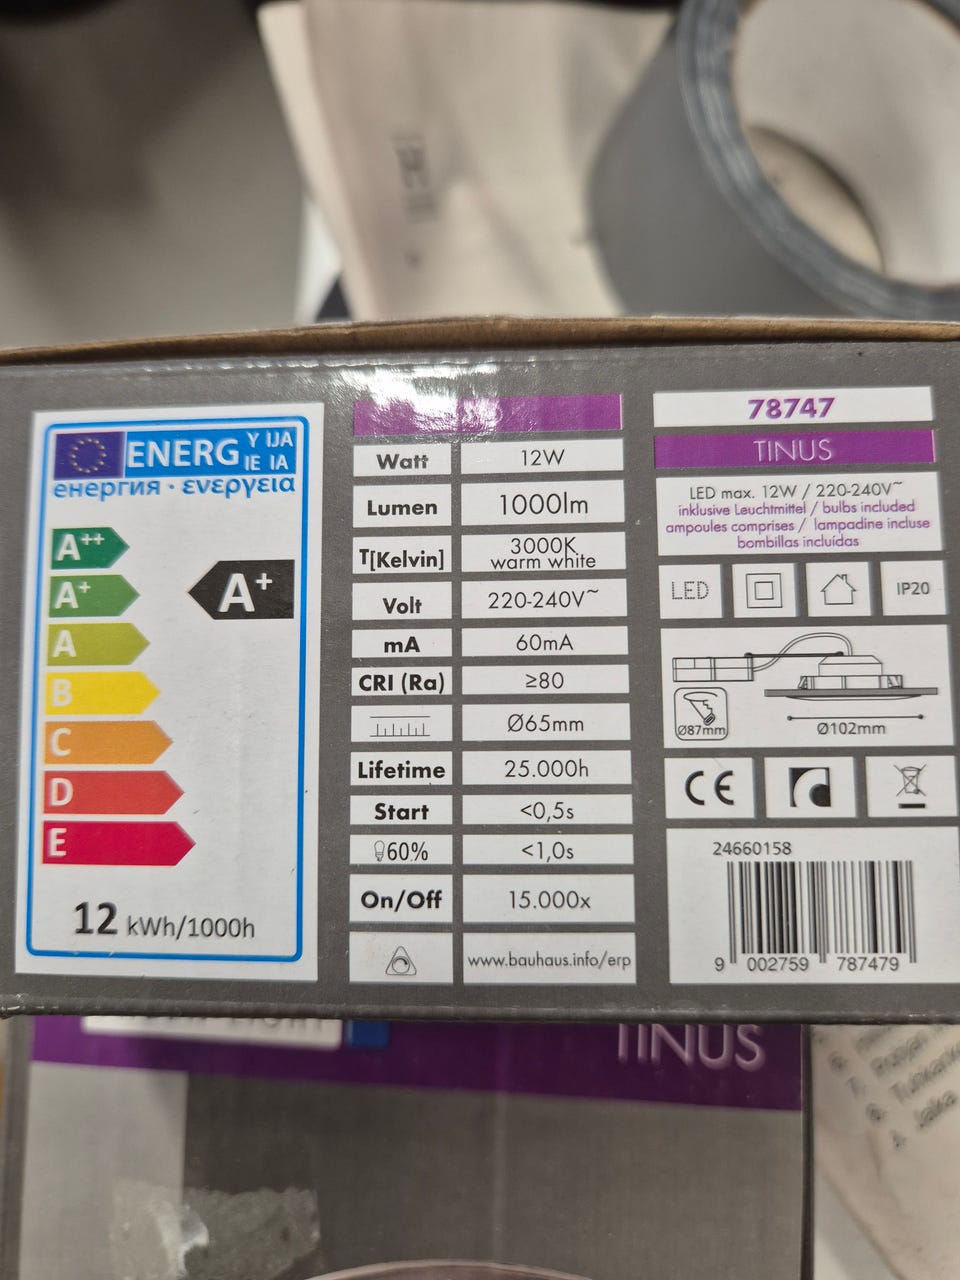 ENERG Y IJA
IE IA
енергия · ενεργεια
A++
A+
A
B
C
D
E
A+
12 kWh/1000h
Watt 12W
Lumen 1000lm
T[Kelvin] 3000K
warm white
Volt 220-240V~
mA 60mA
CRI (Ra) ≥80
Ø65mm
Lifetime 25.000h
Start <0,5s
60% <1,0s
On/Off 15.000x
www.bauhaus.info/erp
78747
TINUS
LED max. 12W / 220-240V~
inklusive Leuchtmittel / bulbs included
ampoules comprises / lampadine incluse
bombillas incluídas
LED
IP20
Ø87mm
Ø102mm
CE
24660158
9 002759 787479
TINUS